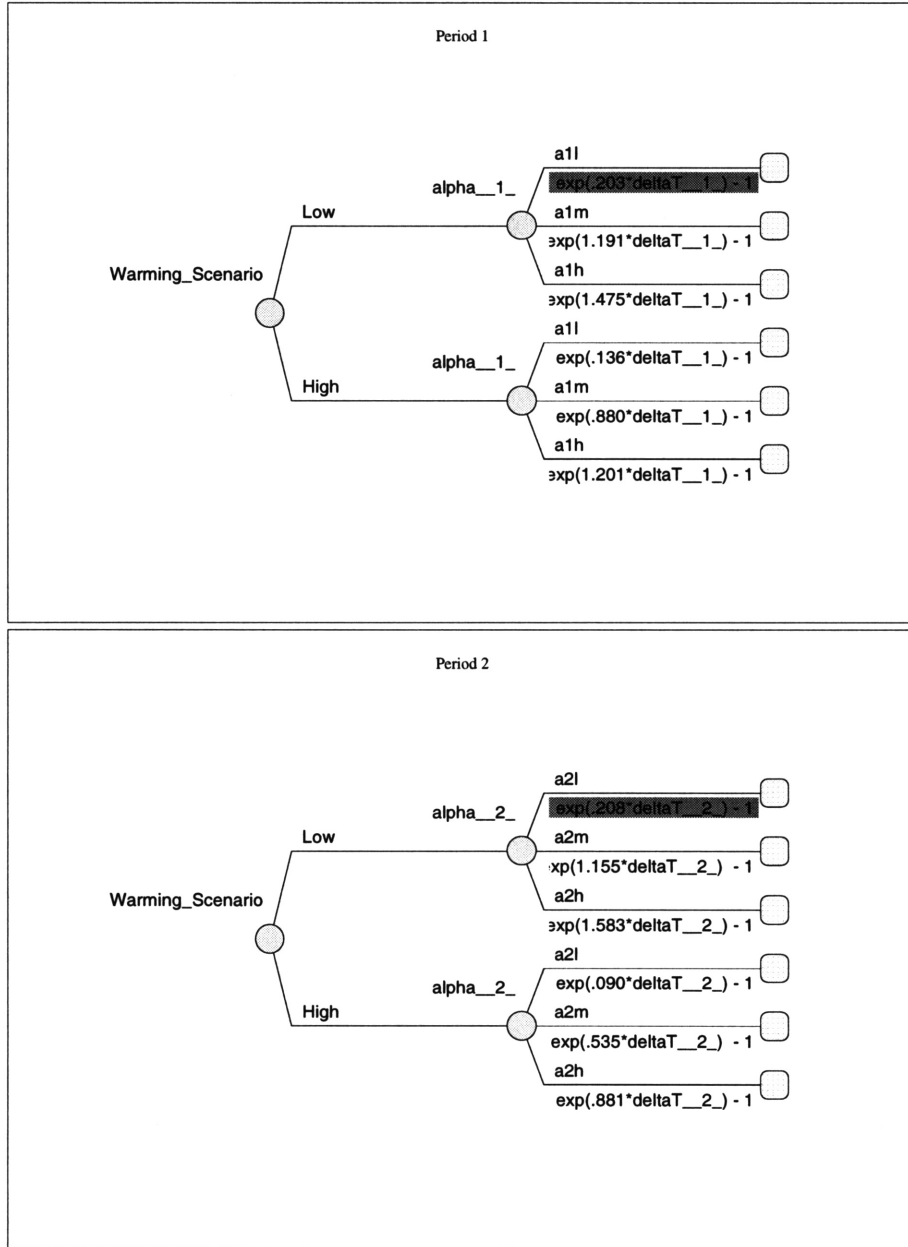 Period 1
a1l
alpha__1_
exp(.203*deltaT__1_) - 1
Low
a1m
exp(1.191*deltaT__1_) - 1
a1h
Warming_Scenario
exp(1.475*deltaT__1_) - 1
a1l
alpha__1_
exp(.136*deltaT__1_) - 1
High
a1m
exp(.880*deltaT__1_) - 1
a1h
exp(1.201*deltaT__1_) - 1
Period 2
a2l
alpha__2_
exp(.208*deltaT__2_) - 1
Low
a2m
xp(1.155*deltaT__2_) - 1
a2h
Warming_Scenario
exp(1.583*deltaT__2_) - 1
a2l
alpha__2_
exp(.090*deltaT__2_) - 1
High
a2m
exp(.535*deltaT__2_) - 1
a2h
exp(.881*deltaT__2_) - 1